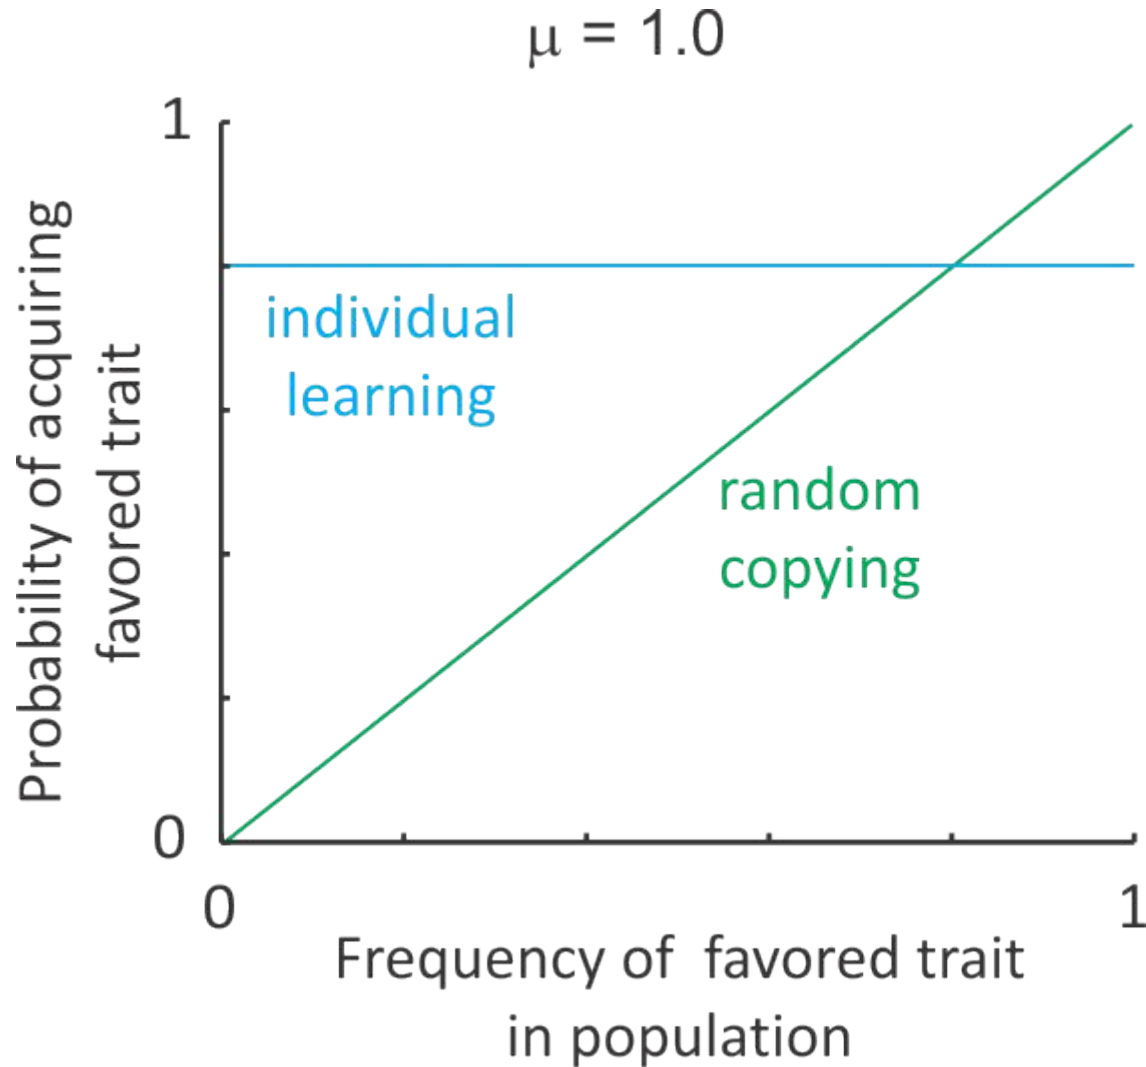 μ = 1.0
1
Probability of acquiring
favored trait
individual
learning
random
copying
0
0
1
Frequency of favored trait
in population